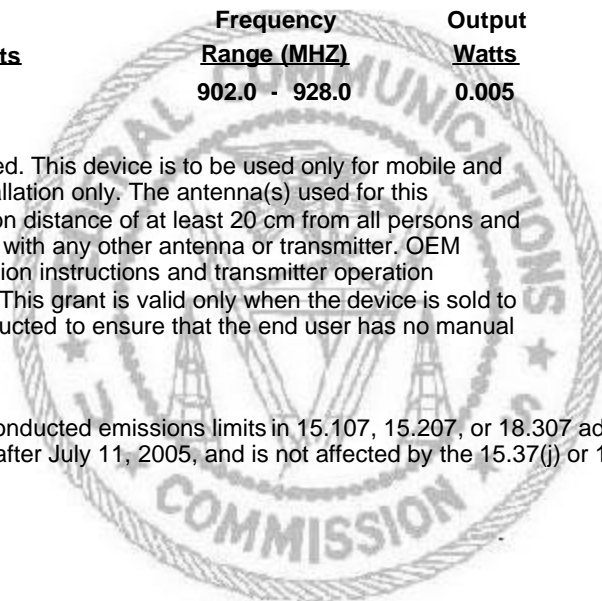 Frequency Output
ts Range (MHZ) Watts
902.0 - 928.0 0.005
ed. This device is to be used only for mobile and
allation only. The antenna(s) used for this
on distance of at least 20 cm from all persons and
with any other antenna or transmitter. OEM
ion instructions and transmitter operation
This grant is valid only when the device is sold to
ucted to ensure that the end user has no manual
onducted emissions limits in 15.107, 15.207, or 18.307 ad
after July 11, 2005, and is not affected by the 15.37(j) or 1
FEDERAL COMMUNICATIONS COMMISSION
U S